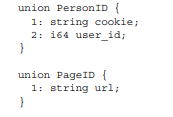 union PersonID {
  1: string cookie;
  2: i64 user_id;
}
union PageID {
  1: string url;
}